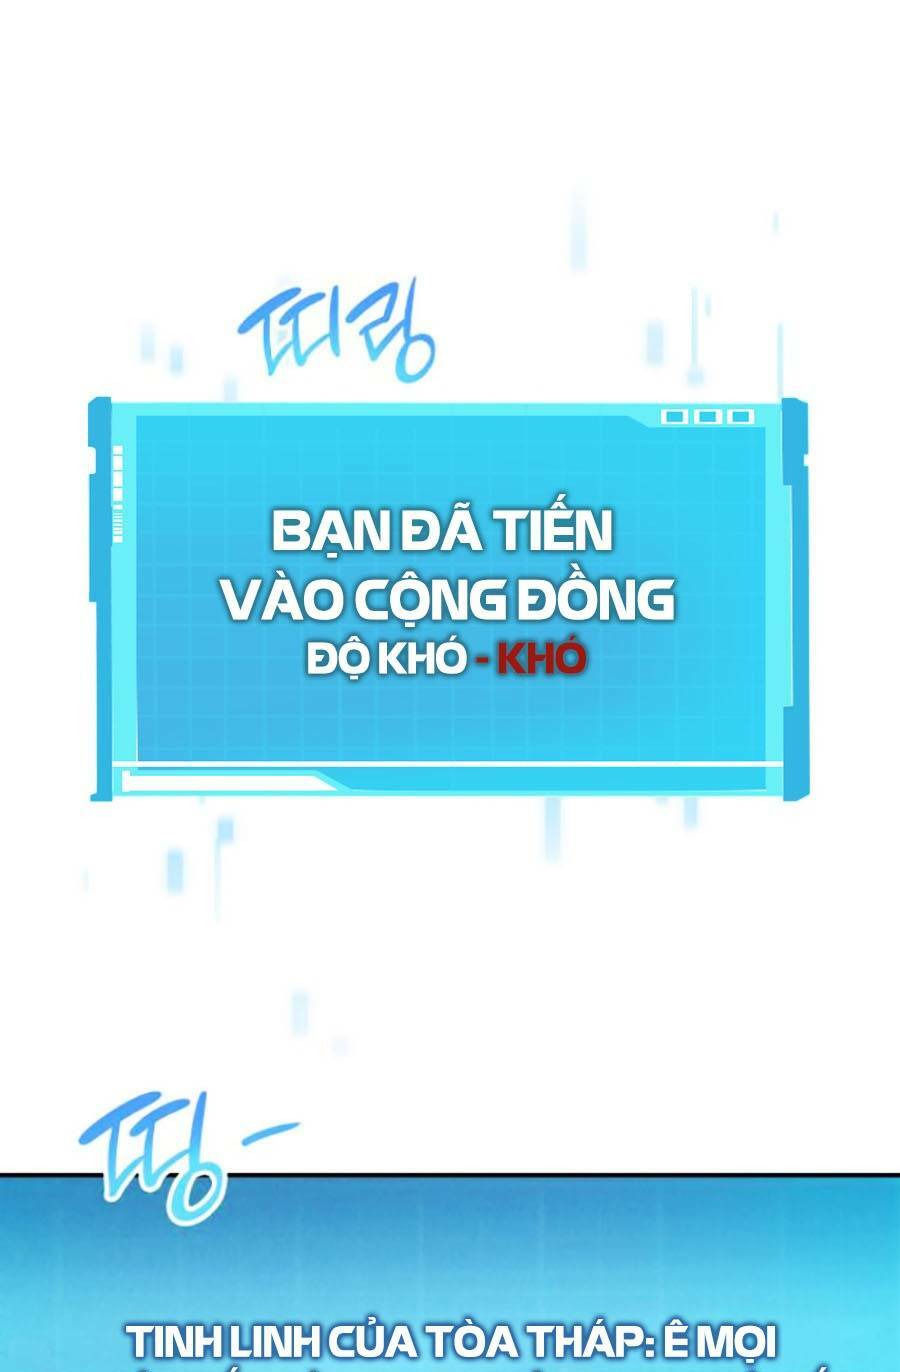 띠링
BẠN ĐÃ TIẾN
VÀO CỘNG ĐỒNG
ĐỘ KHÓ - KHÓ
띵-
TINH LINH CỦA TÒA THÁP: Ê MỌI